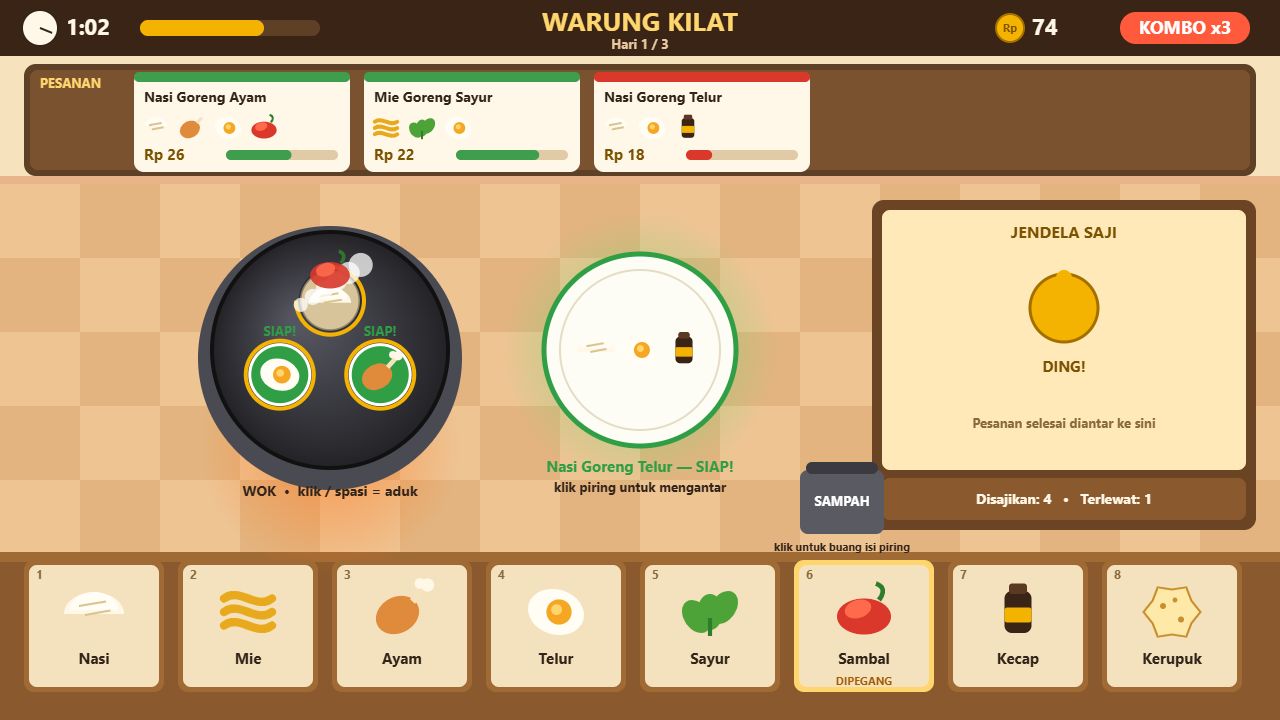 1:02
WARUNG KILAT
Hari 1 / 3
Rp 74
KOMBO x3
PESANAN
Nasi Goreng Ayam
Rp 26
Mie Goreng Sayur
Rp 22
Nasi Goreng Telur
Rp 18
SIAP!
SIAP!
WOK • klik / spasi = aduk
Nasi Goreng Telur — SIAP!
klik piring untuk mengantar
JENDELA SAJI
DING!
Pesanan selesai diantar ke sini
Disajikan: 4 • Terlewat: 1
SAMPAH
klik untuk buang isi piring
1
Nasi
2
Mie
3
Ayam
4
Telur
5
Sayur
6
Sambal
DIPEGANG
7
Kecap
8
Kerupuk